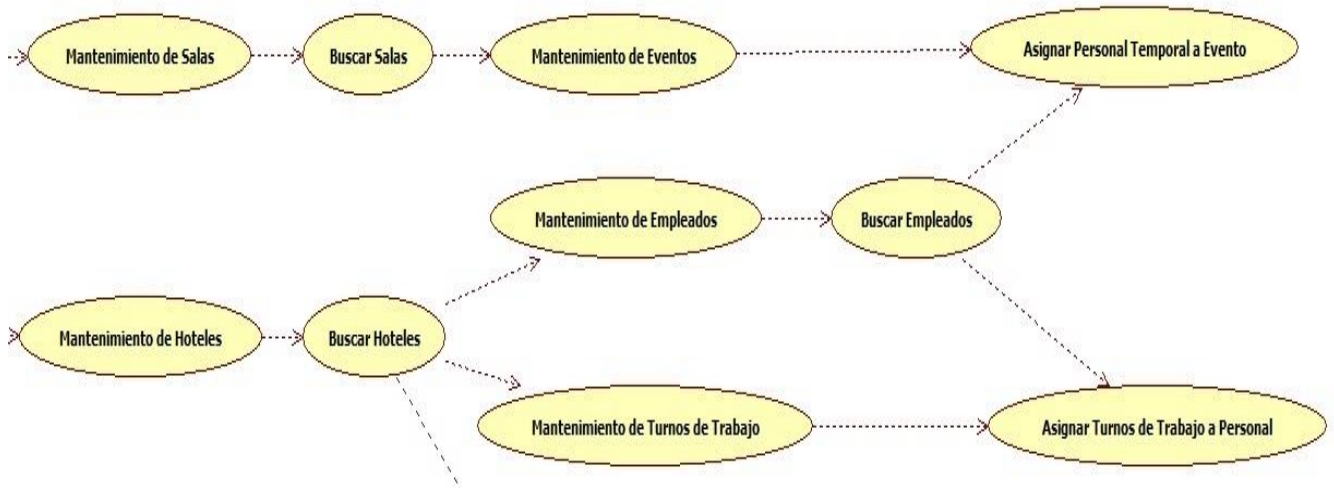 Mantenimiento de Salas
Buscar Salas
Mantenimiento de Eventos
Asignar Personal Temporal a Evento
Mantenimiento de Empleados
Buscar Empleados
Mantenimiento de Hoteles
Buscar Hoteles
Mantenimiento de Turnos de Trabajo
Asignar Turnos de Trabajo a Personal